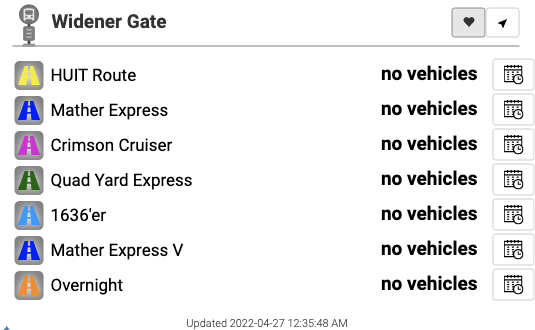 Widener Gate
HUIT Route no vehicles
Mather Express no vehicles
Crimson Cruiser no vehicles
Quad Yard Express no vehicles
1636'er no vehicles
Mather Express V no vehicles
Overnight no vehicles
Updated 2022-04-27 12:35:48 AM